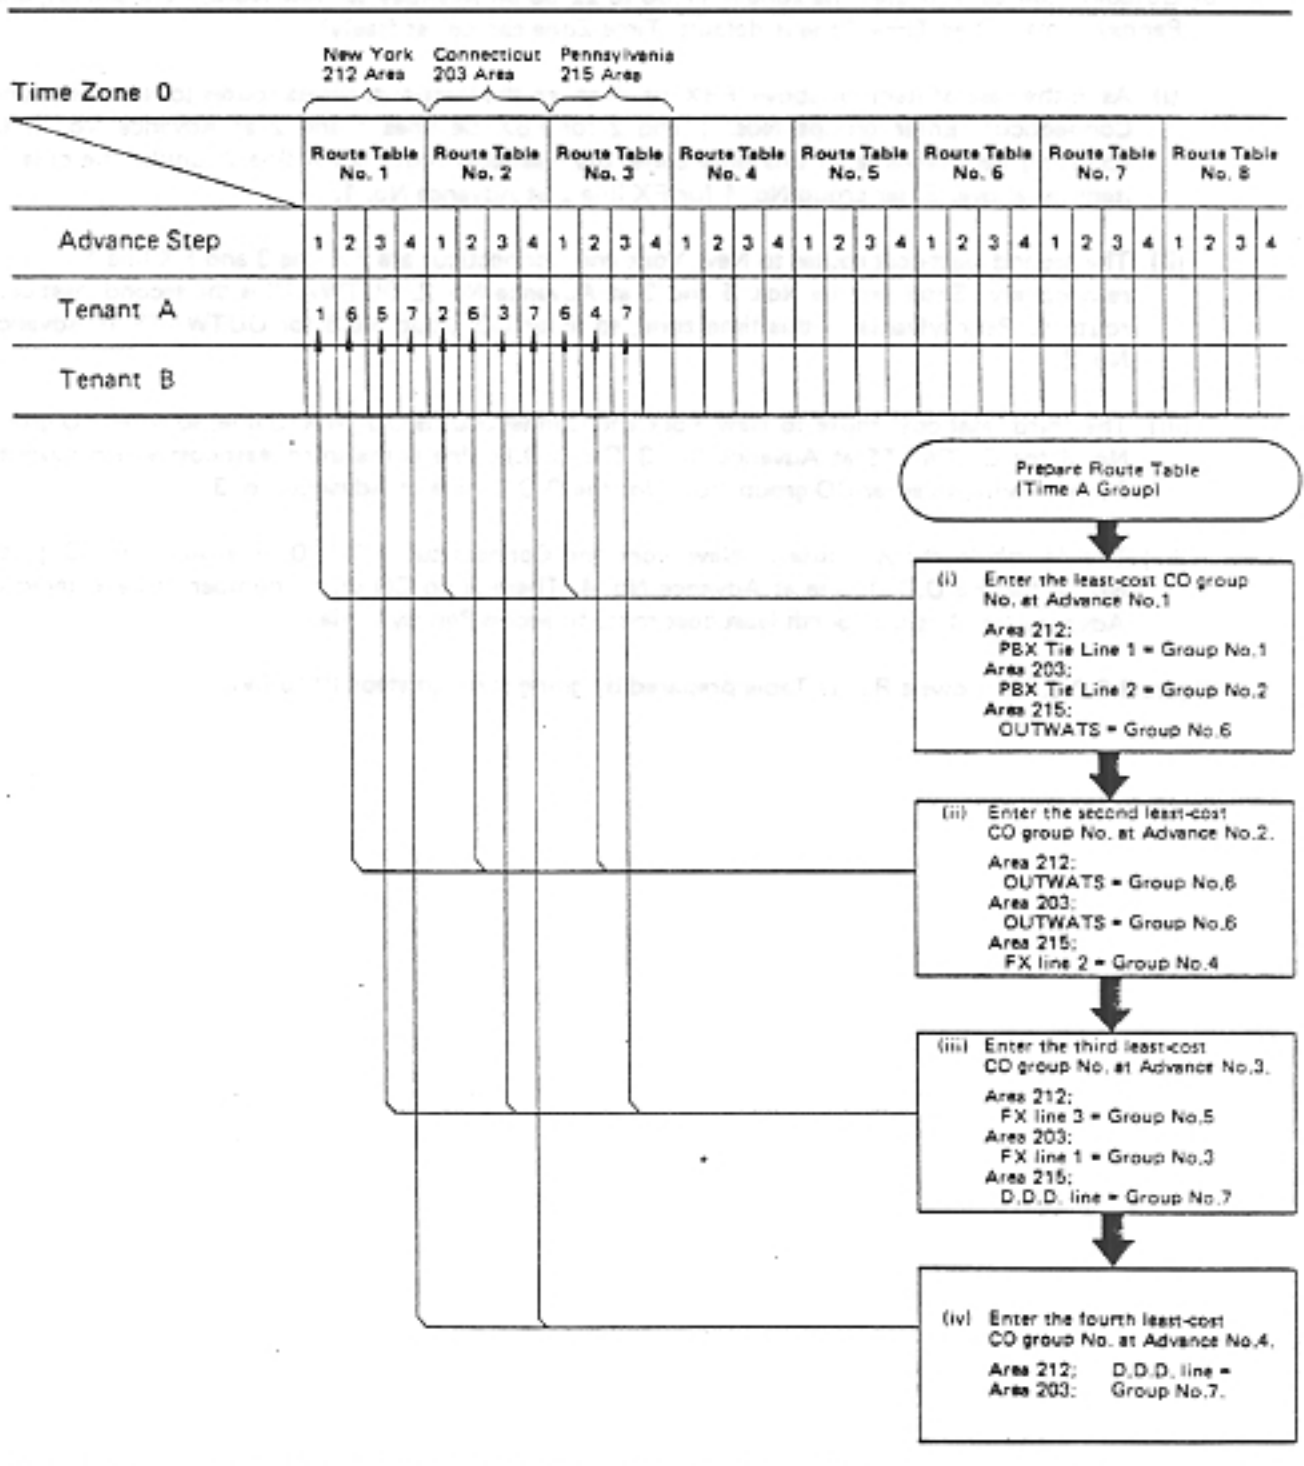 New York Connecticut Pennsylvania
212 Area 203 Area 215 Area
Time Zone 0
Route Table Route Table Route Table Route Table Route Table Route Table Route Table Route Table
No. 1 No. 2 No. 3 No. 4 No. 5 No. 6 No. 7 No. 8
Advance Step 1 2 3 4 1 2 3 4 1 2 3 4 1 2 3 4 1 2 3 4 1 2 3 4 1 2 3 4 1 2 3 4
Tenant A 1 6 5 7 2 6 3 7 6 4 7
Tenant B
Prepare Route Table
(Time A Group)
(i) Enter the least-cost CO group
No. at Advance No.1
Area 212:
PBX Tie Line 1 = Group No.1
Area 203:
PBX Tie Line 2 = Group No.2
Area 215:
OUTWATS = Group No.6
(ii) Enter the second least-cost
CO group No. at Advance No.2.
Area 212:
OUTWATS = Group No.6
Area 203:
OUTWATS = Group No.6
Area 215:
FX line 2 = Group No.4
(iii) Enter the third least-cost
CO group No. at Advance No.3.
Area 212:
FX line 3 = Group No.5
Area 203:
FX line 1 = Group No.3
Area 215:
D.D.D. line = Group No.7
(iv) Enter the fourth least-cost
CO group No. at Advance No.4.
Area 212: D.D.D. line =
Area 203: Group No.7.